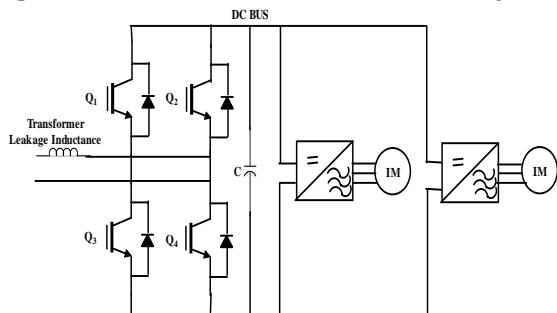 DC BUS
Q1
Q2
Transformer
Leakage Inductance
C
=
IM
=
IM
Q3
Q4